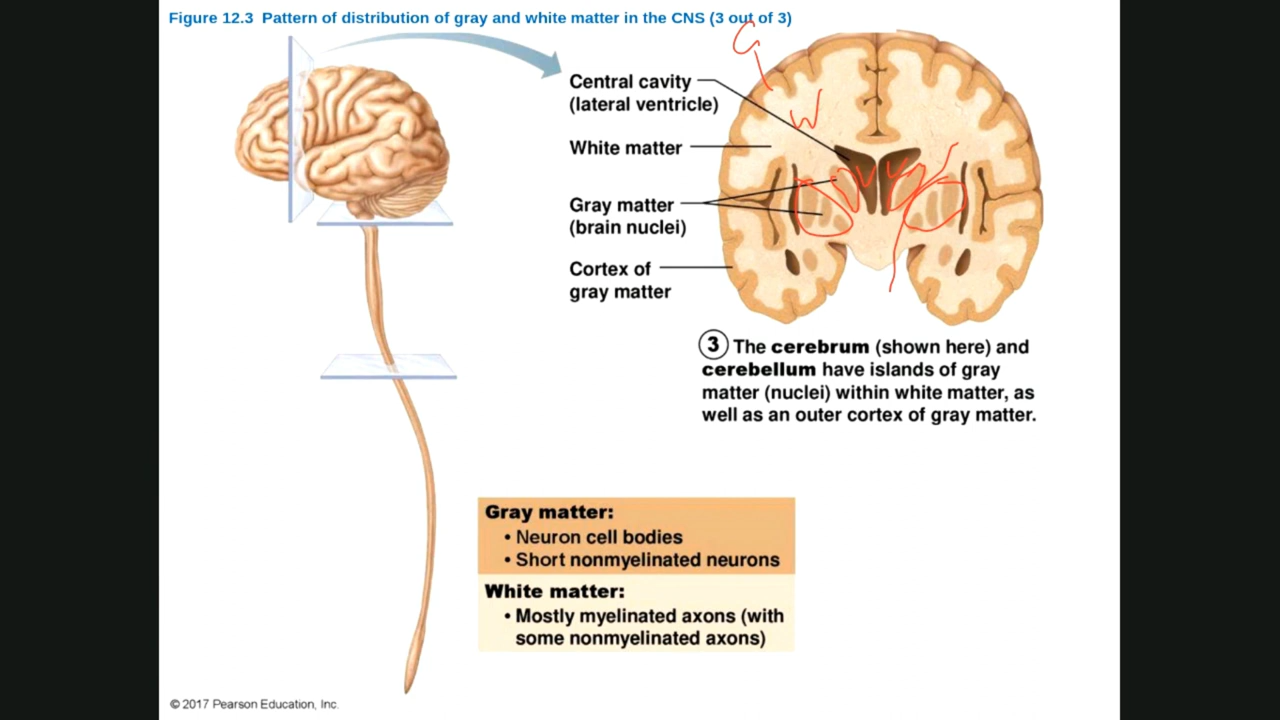 Figure 12.3 Pattern of distribution of gray and white matter in the CNS (3 out of 3)
G
W
Central cavity
(lateral ventricle)
White matter
Gray matter
(brain nuclei)
Cortex of
gray matter
3 The cerebrum (shown here) and
cerebellum have islands of gray
matter (nuclei) within white matter, as
well as an outer cortex of gray matter.
Gray matter:
• Neuron cell bodies
• Short nonmyelinated neurons
White matter:
• Mostly myelinated axons (with
some nonmyelinated axons)
© 2017 Pearson Education, Inc.